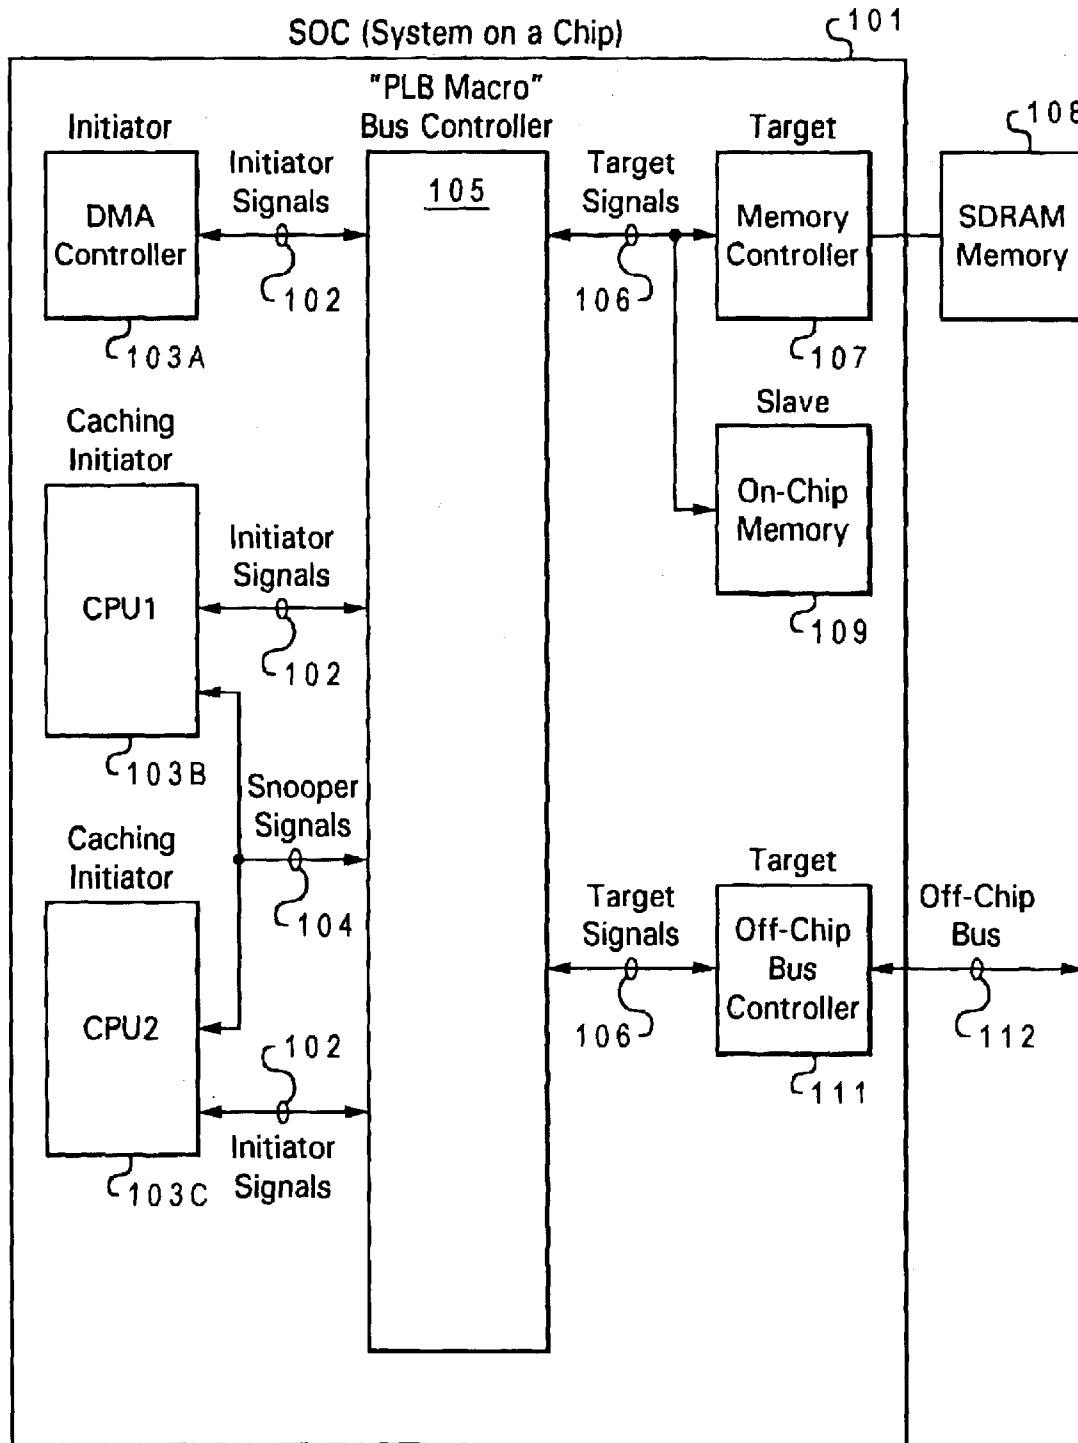 SOC (System on a Chip)
101
"PLB Macro"
Bus Controller
105
Initiator
DMA
Controller
103A
Initiator
Signals
102
Target
Signals
106
Target
Memory
Controller
107
108
SDRAM
Memory
Slave
On-Chip
Memory
109
Caching
Initiator
CPU1
103B
Initiator
Signals
102
Snooper
Signals
104
Caching
Initiator
CPU2
103C
102
Initiator
Signals
Target
Signals
106
Target
Off-Chip
Bus
Controller
111
Off-Chip
Bus
112